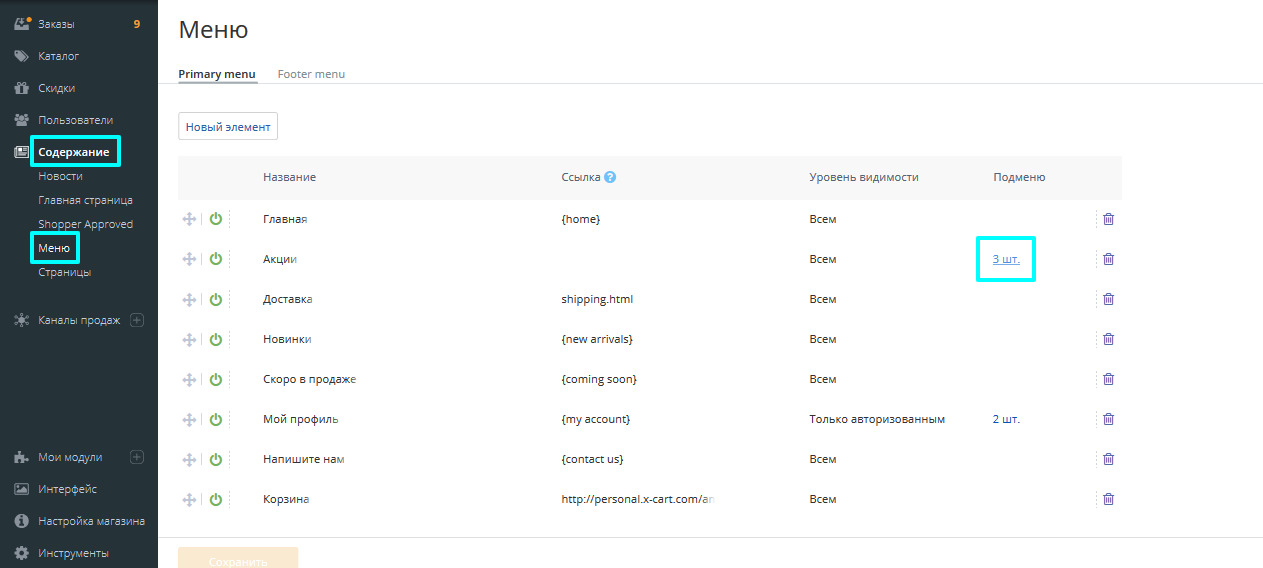 Заказы 9
Каталог
Скидки
Пользователи
Содержание
Новости
Главная страница
Shopper Approved
Меню
Страницы
Каналы продаж
Мои модули
Интерфейс
Настройка магазина
Инструменты
Меню
Primary menu Footer menu
Новый элемент
Название Ссылка ? Уровень видимости Подменю
Главная {home} Всем
Акции Всем 3 шт.
Доставка shipping.html Всем
Новинки {new arrivals} Всем
Скоро в продаже {coming soon} Всем
Мой профиль {my account} Только авторизованным 2 шт.
Напишите нам {contact us} Всем
Корзина http://personal.x-cart.com/an Всем
Сохранить